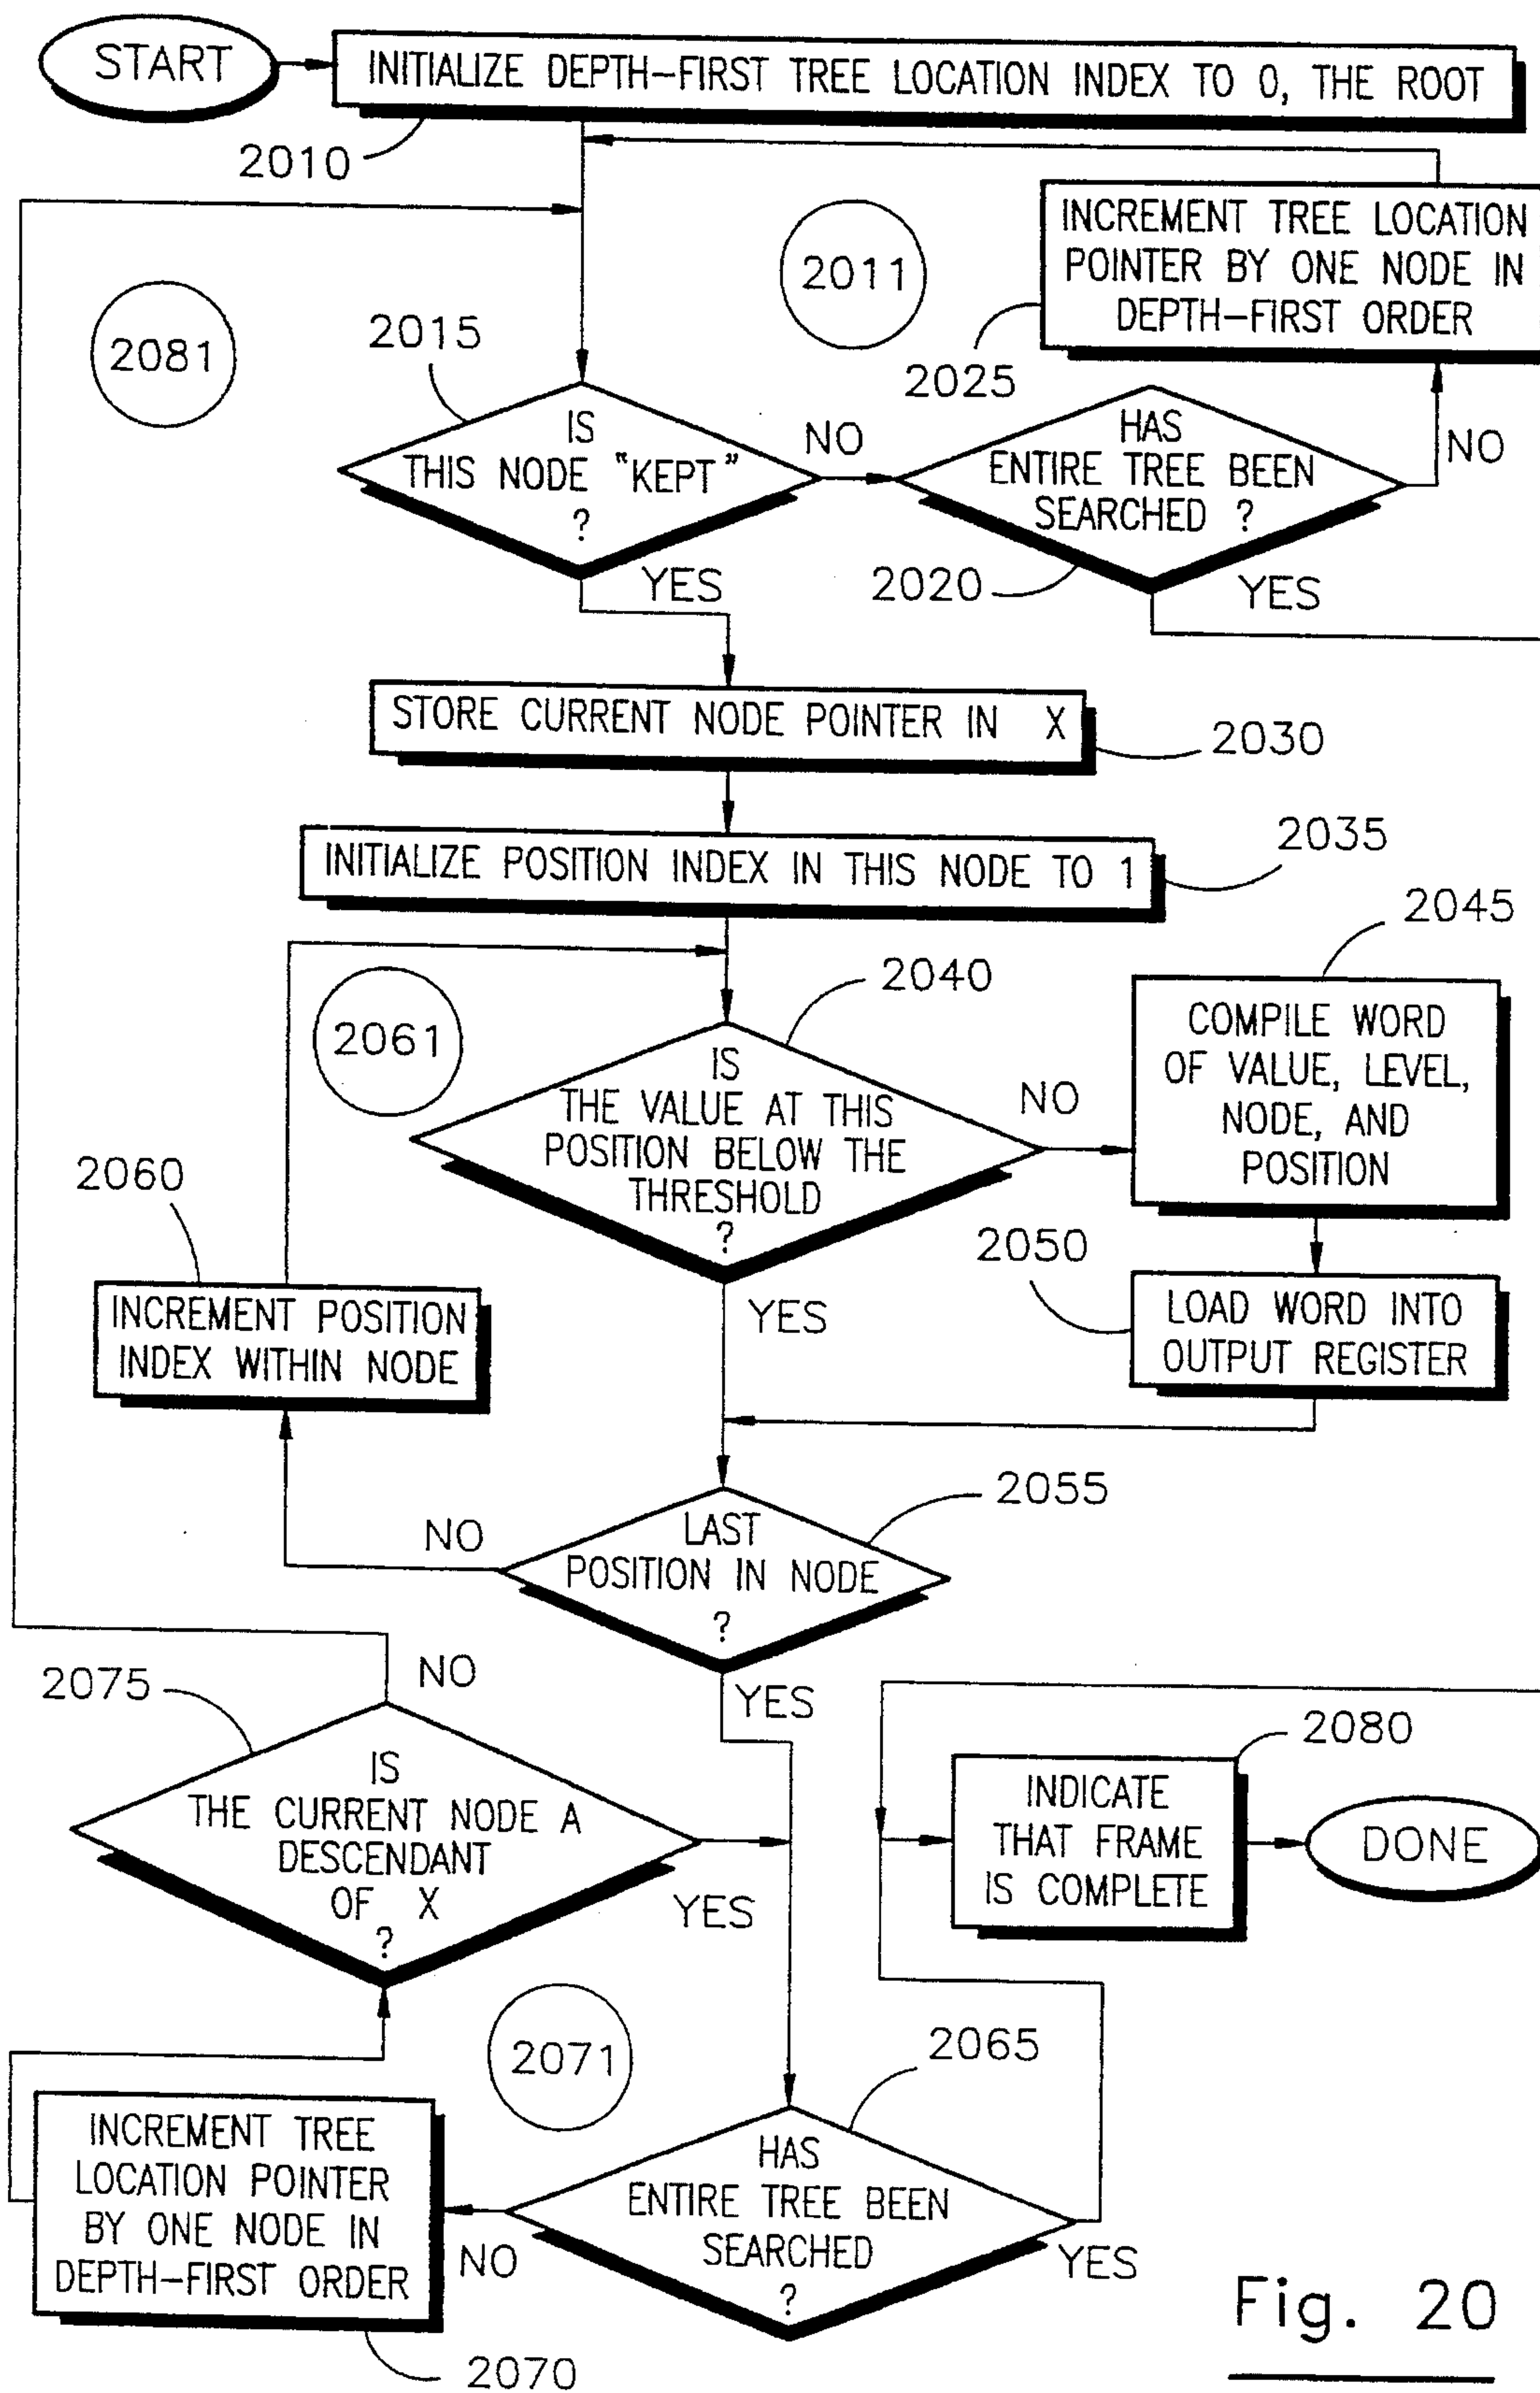 START
INITIALIZE DEPTH-FIRST TREE LOCATION INDEX TO 0, THE ROOT
2010
INCREMENT TREE LOCATION
POINTER BY ONE NODE IN
DEPTH-FIRST ORDER
2011
2081
2015
2025
IS
THIS NODE "KEPT"
?
NO
HAS
ENTIRE TREE BEEN
SEARCHED ?
NO
YES
2020
YES
STORE CURRENT NODE POINTER IN X
2030
INITIALIZE POSITION INDEX IN THIS NODE TO 1
2035
2045
2040
2061
IS
THE VALUE AT THIS
POSITION BELOW THE
THRESHOLD
?
NO
COMPILE WORD
OF VALUE, LEVEL,
NODE, AND
POSITION
2060
2050
YES
INCREMENT POSITION
INDEX WITHIN NODE
LOAD WORD INTO
OUTPUT REGISTER
2055
NO
LAST
POSITION IN NODE
?
NO
2075
YES
2080
IS
THE CURRENT NODE A
DESCENDANT
OF X
?
YES
INDICATE
THAT FRAME
IS COMPLETE
DONE
2071
2065
INCREMENT TREE
LOCATION POINTER
BY ONE NODE IN
DEPTH-FIRST ORDER
NO
HAS
ENTIRE TREE BEEN
SEARCHED
?
YES
2070
Fig. 20